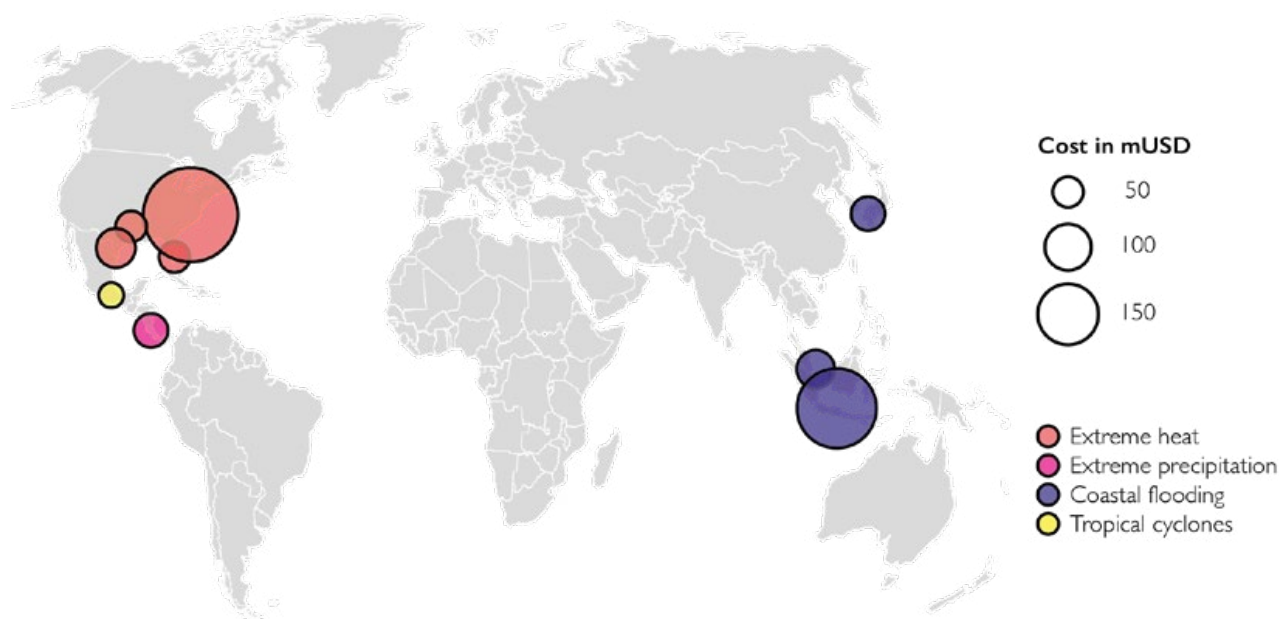 Cost in mUSD
50
100
150
Extreme heat
Extreme precipitation
Coastal flooding
Tropical cyclones